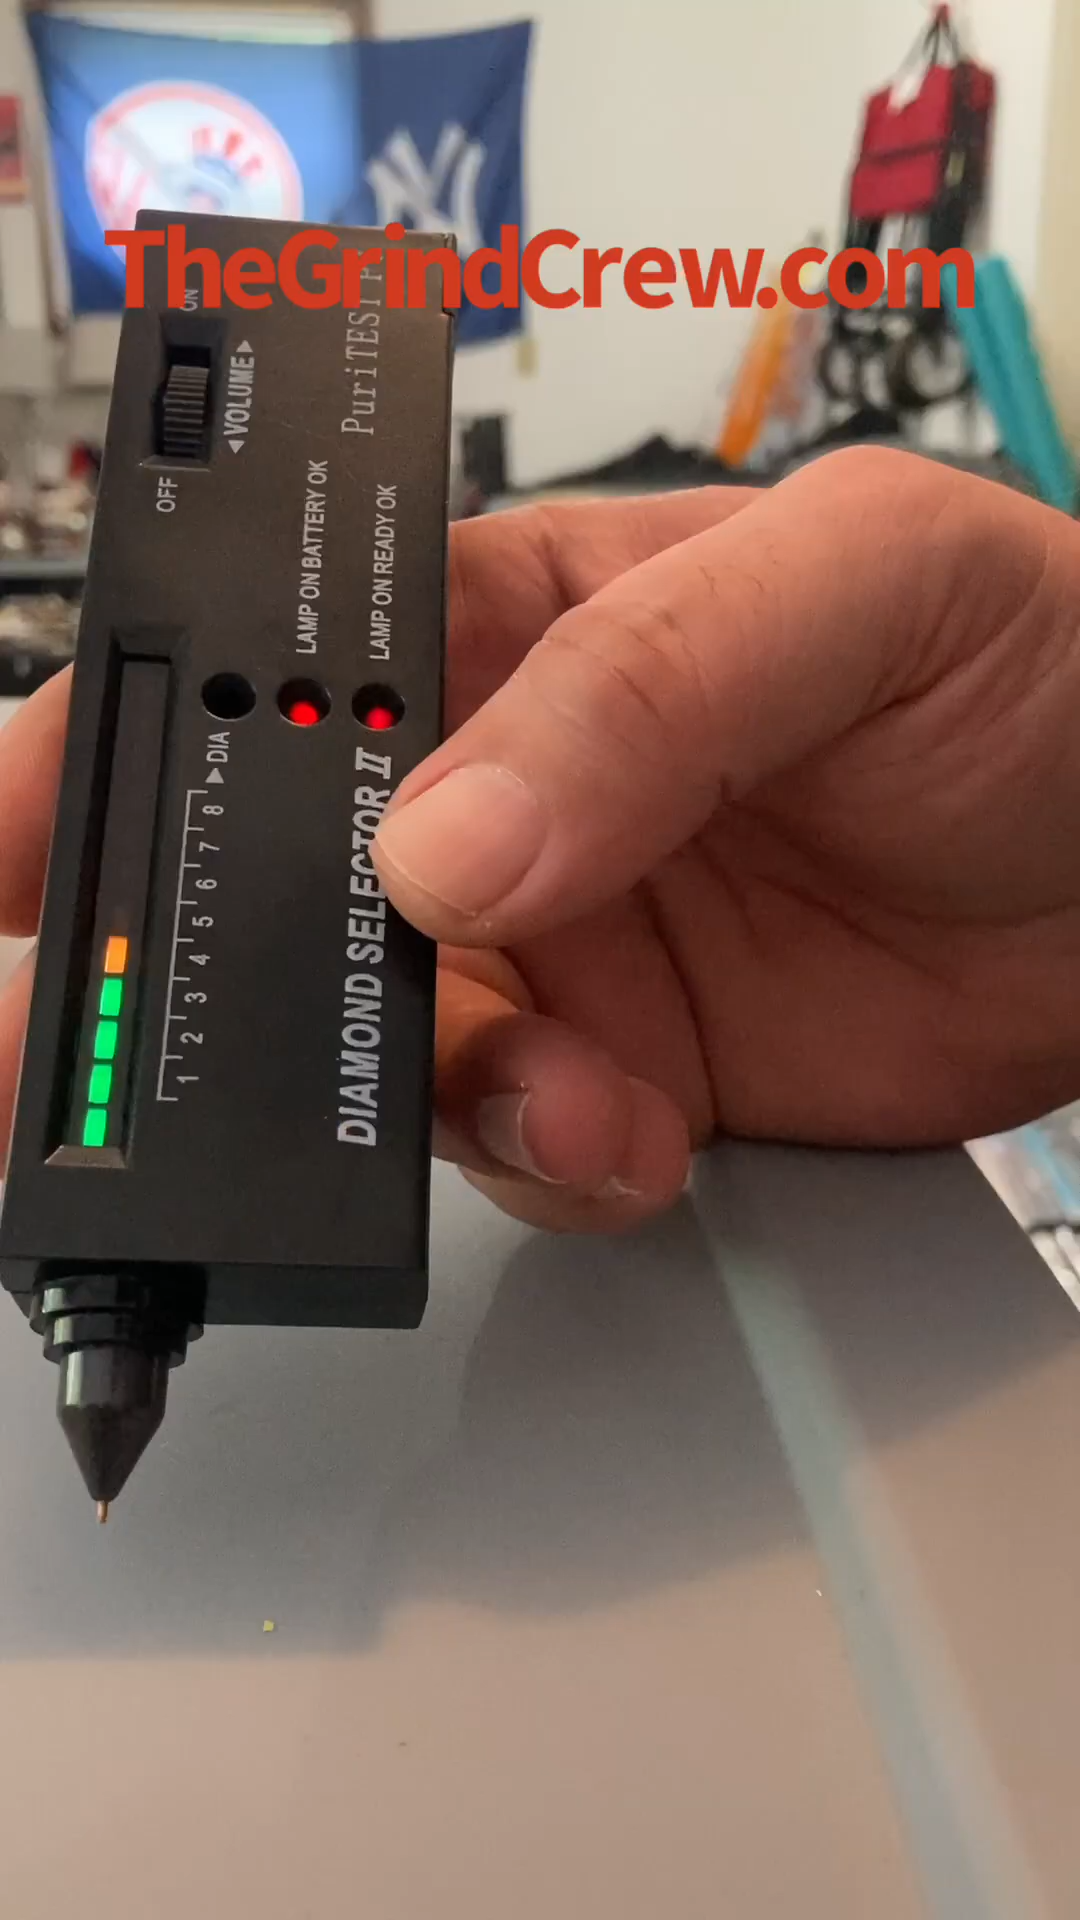 TheGrindCrew.com
NY
ON
◄VOLUME►
OFF
PuriTEST
LAMP ON BATTERY OK
LAMP ON READY OK
►DIA
1 2 3 4 5 6 7 8
DIAMOND SELECTOR II